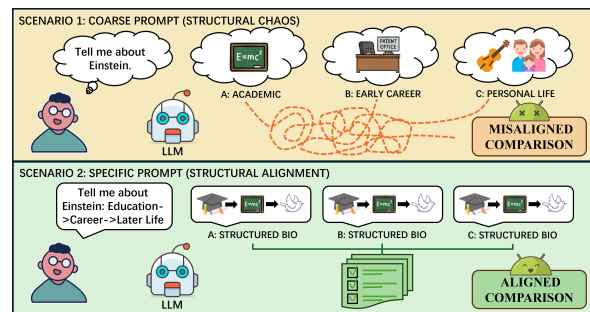 SCENARIO 1: COARSE PROMPT (STRUCTURAL CHAOS)
Tell me about
Einstein.
E=mc²
PATENT
OFFICE
A: ACADEMIC
B: EARLY CAREER
C: PERSONAL LIFE
LLM
MISALIGNED
COMPARISON
SCENARIO 2: SPECIFIC PROMPT (STRUCTURAL ALIGNMENT)
Tell me about
Einstein: Education-
>Career->Later Life
E=mc²
E=mc²
E=mc²
A: STRUCTURED BIO
B: STRUCTURED BIO
C: STRUCTURED BIO
LLM
ALIGNED
COMPARISON